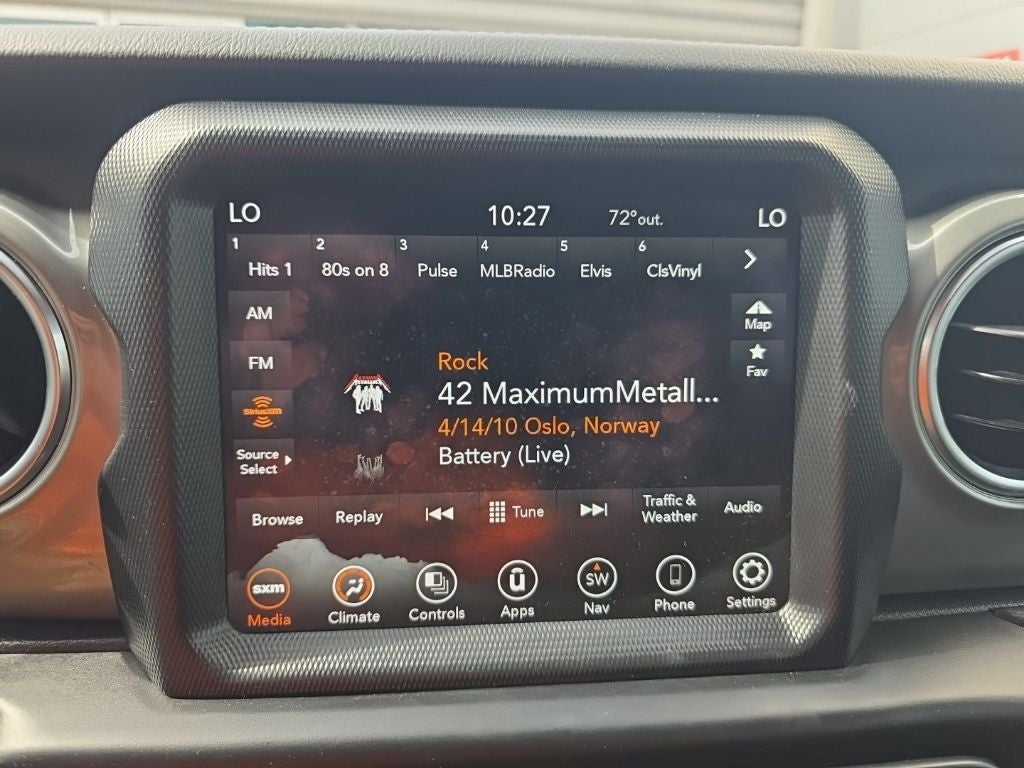 LO 10:27 72°out. LO
1 2 3 4 5 6
Hits 1 80s on 8 Pulse MLBRadio Elvis ClsVinyl
AM
Map
FM
Rock
Fav
42 MaximumMetall...
METALLICA
SiriusXM
4/14/10 Oslo, Norway
Source
Select
Battery (Live)
Browse Replay Tune Traffic &
Weather Audio
sxm SW
Media Climate Controls Apps Nav Phone Settings